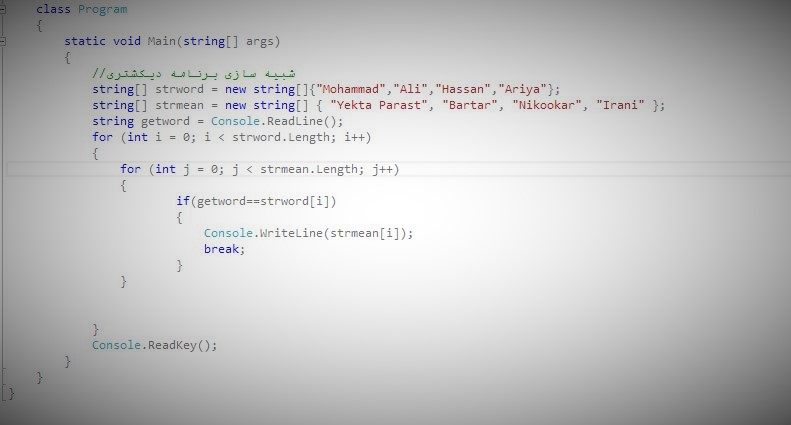 class Program
{
static void Main(string[] args)
{
//شبیه سازی برنامه دیکشتری
string[] strword = new string[]{"Mohammad","Ali","Hassan","Ariya"};
string[] strmean = new string[] { "Yekta Parast", "Bartar", "Nikookar", "Irani" };
string getword = Console.ReadLine();
for (int i = 0; i < strword.Length; i++)
{
for (int j = 0; j < strmean.Length; j++)
{
if(getword==strword[i])
{
Console.WriteLine(strmean[i]);
break;
}
}
}
Console.ReadKey();
}
}
}